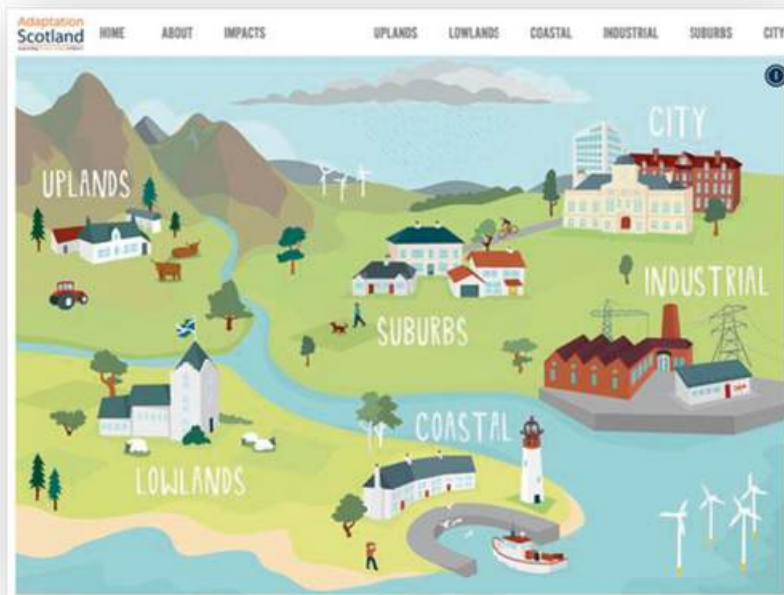 Adaptation
Scotland
HOME ABOUT IMPACTS UPLANDS LOWLANDS COASTAL INDUSTRIAL SUBURBS CITY
CITY
UPLANDS
INDUSTRIAL
SUBURBS
COASTAL
LOWLANDS